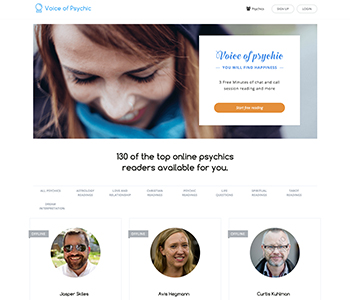 Voice of Psychic
Psychics
SIGN UP
LOGIN
Voice of psychic
YOU WILL FIND HAPPINESS
3 Free Minutes of chat and call
session reading and more
Start free reading
130 of the top online psychics
readers available for you.
ALL PSYCHICS
ASTROLOGY
READINGS
LOVE AND
RELATIONSHIP
CHRISTIAN
READINGS
PSYCHIC
READINGS
LIFE
QUESTIONS
SPIRITUAL
READINGS
TAROT
READINGS
DREAM
INTERPRETATION
OFFLINE
OFFLINE
OFFLINE
Jasper Skiles
Avis Hegmann
Curtis Kuhlman